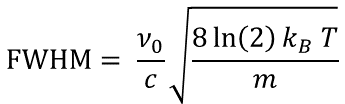 FWHM = ν₀/c √(8 ln(2) k_B T / m)